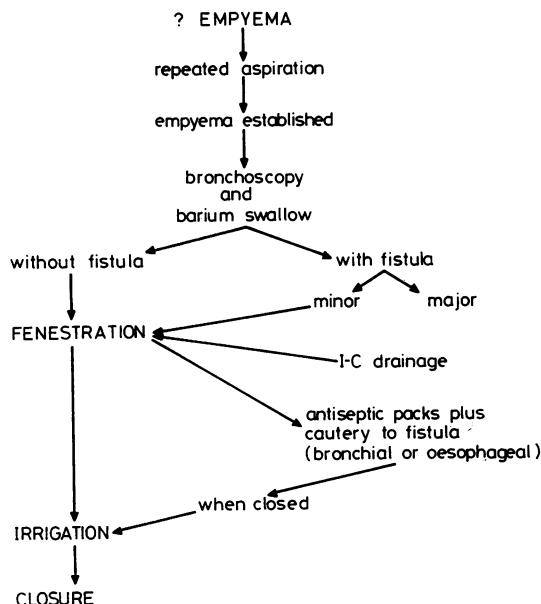 ? EMPYEMA
repeated aspiration
empyema established
bronchoscopy
and
barium swallow
without fistula
with fistula
minor
major
FENESTRATION
I-C drainage
antiseptic packs plus
cautery to fistula
(bronchial or oesophageal)
when closed
IRRIGATION
CLOSURE